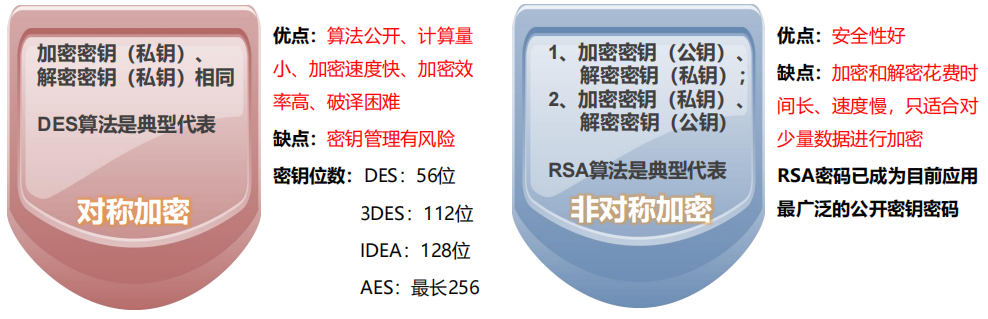 加密密钥（私钥）、
解密密钥（私钥）相同
DES算法是典型代表
对称加密
优点：算法公开、计算量
小、加密速度快、加密效
率高、破译困难
缺点：密钥管理有风险
密钥位数：DES：56位
3DES：112位
IDEA：128位
AES：最长256
1、加密密钥（公钥）、
解密密钥（私钥）；
2、加密密钥（私钥）、
解密密钥（公钥）
RSA算法是典型代表
非对称加密
优点：安全性好
缺点：加密和解密花费时
间长、速度慢，只适合对
少量数据进行加密
RSA密码已成为目前应用
最广泛的公开密钥密码